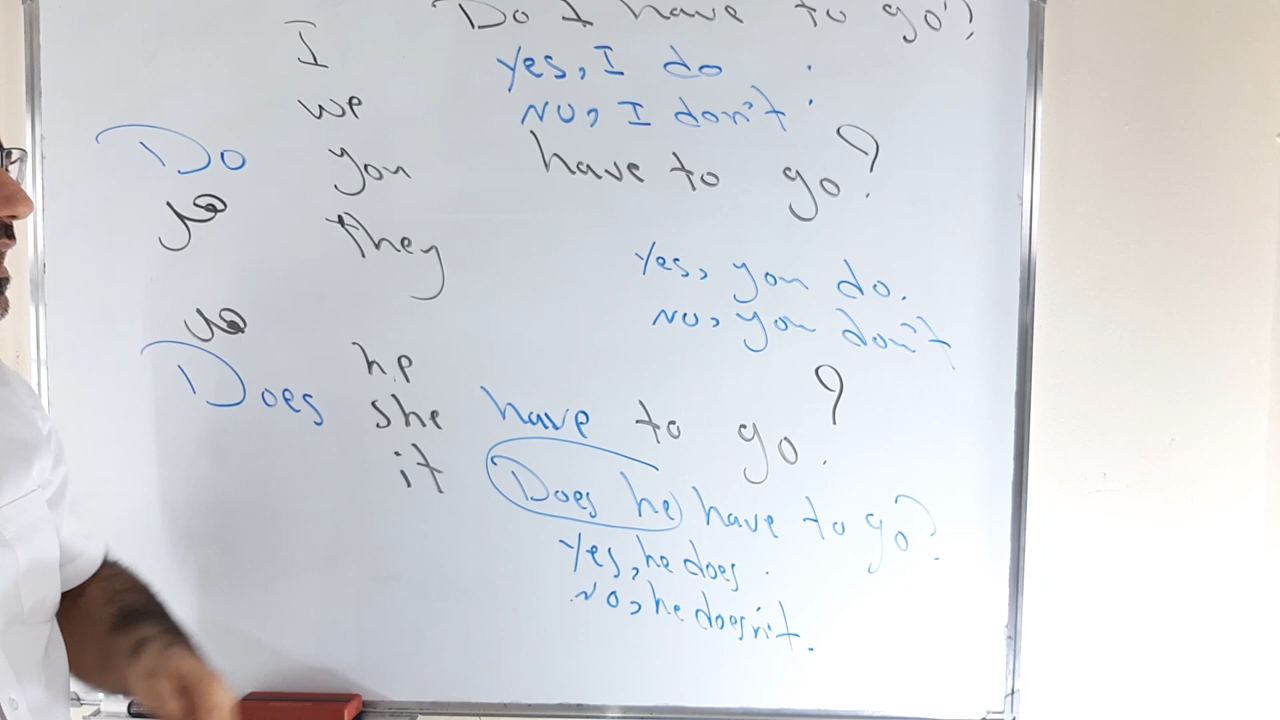 Do I have to go?
I
yes, I do
we
No, I don't
Do you have to go?
هل
they
yes, you do.
No, you don't
هل
he
Does she have to go?
it
Does he have to go?
Yes, he does.
No, he doesn't.